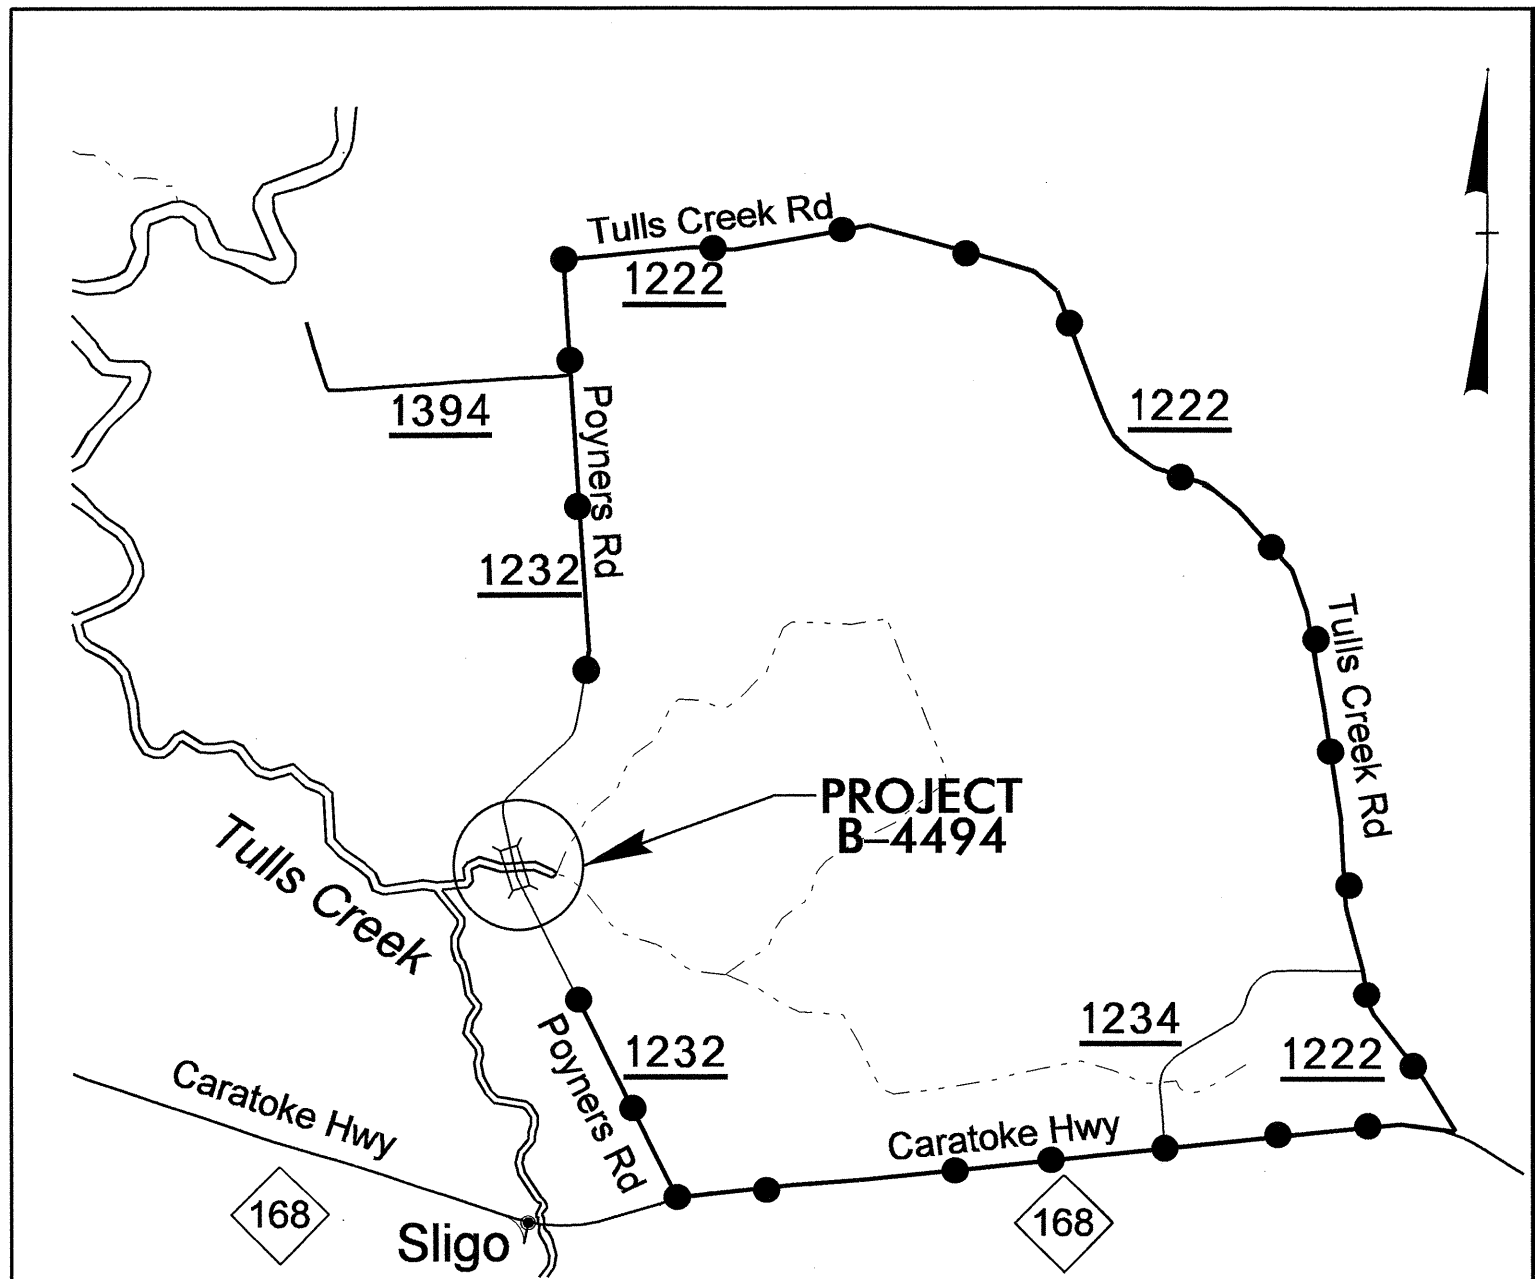 Tulls Creek Rd
1222
1394
Poyners Rd
1222
1232
Tulls Creek Rd
PROJECT
B-4494
Tulls Creek
1234
1232
1222
Poyners Rd
Caratoke Hwy
Caratoke Hwy
168
168
Sligo